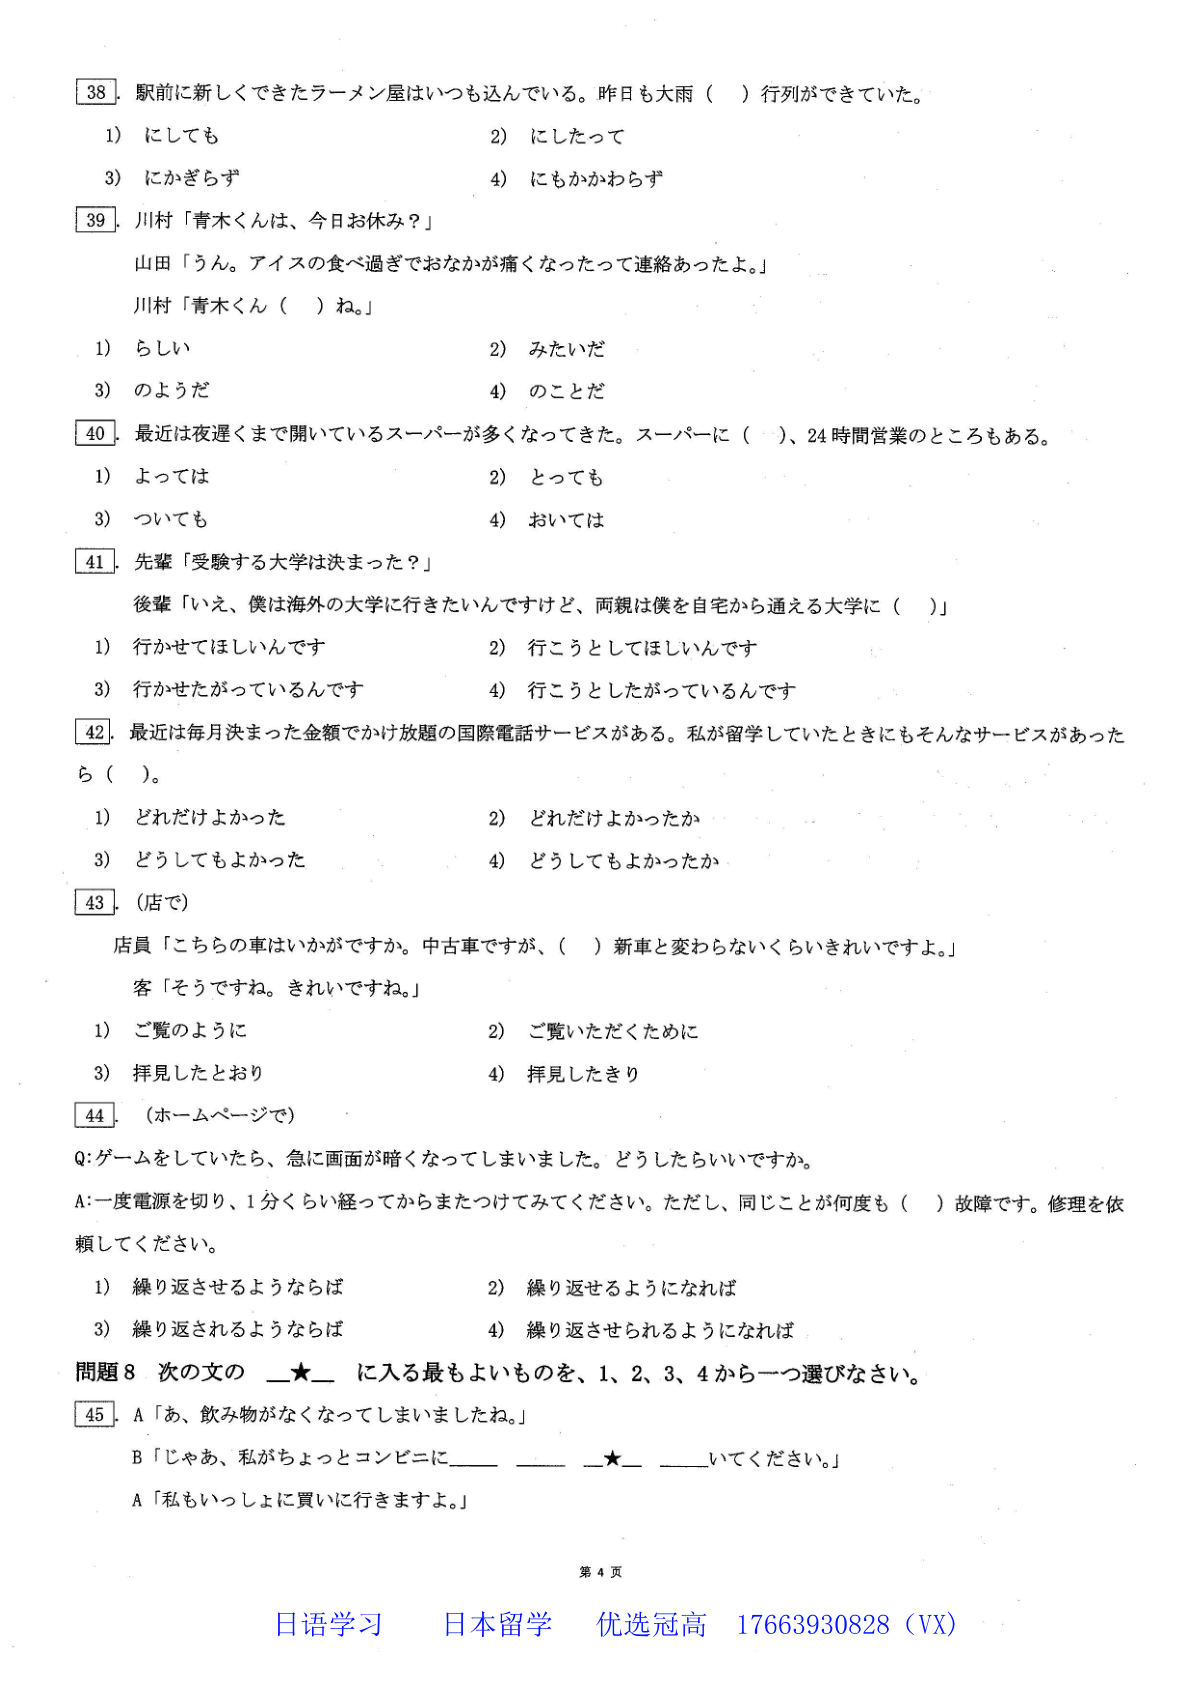 38. 駅前に新しくできたラーメン屋はいつも込んでいる。昨日も大雨（　）行列ができていた。
1) にしても　2) にしたって
3) にかぎらず　4) にもかかわらず
39. 川村「青木くんは、今日お休み？」
山田「うん。アイスの食べ過ぎでおなかが痛くなったって連絡あったよ。」
川村「青木くん（　）ね。」
1) らしい　2) みたいだ
3) のようだ　4) のことだ
40. 最近は夜遅くまで開いているスーパーが多くなってきた。スーパーに（　）、24時間営業のところもある。
1) よっては　2) とっても
3) ついても　4) おいては
41. 先輩「受験する大学は決まった？」
後輩「いえ、僕は海外の大学に行きたいんですけど、両親は僕を自宅から通える大学に（　）」
1) 行かせてほしいんです　2) 行こうとしてほしいんです
3) 行かせたがっているんです　4) 行こうとしたがっているんです
42. 最近は毎月決まった金額でかけ放題の国際電話サービスがある。私が留学していたときにもそんなサービスがあった
ら（　）。
1) どれだけよかった　2) どれだけよかったか
3) どうしてもよかった　4) どうしてもよかったか
43. (店で)
店員「こちらの車はいかがですか。中古車ですが、（　）新車と変わらないくらいきれいですよ。」
客「そうですね。きれいですね。」
1) ご覧のように　2) ご覧いただくために
3) 拝見したとおり　4) 拝見したきり
44. (ホームページで)
Q:ゲームをしていたら、急に画面が暗くなってしまいました。どうしたらいいですか。
A:一度電源を切り、1分くらい経ってからまたつけてみてください。ただし、同じことが何度も（　）故障です。修理を依
頼してください。
1) 繰り返させるようならば　2) 繰り返せるようになれば
3) 繰り返されるようならば　4) 繰り返させられるようになれば
問題8　次の文の　＿★＿　に入る最もよいものを、1、2、3、4から一つ選びなさい。
45. A「あ、飲み物がなくなってしまいましたね。」
B「じゃあ、私がちょっとコンビニに_____ _____ __★__ _____いてください。」
A「私もいっしょに買いに行きますよ。」
第 4 页
日语学习　日本留学　优选冠高　17663930828（VX）